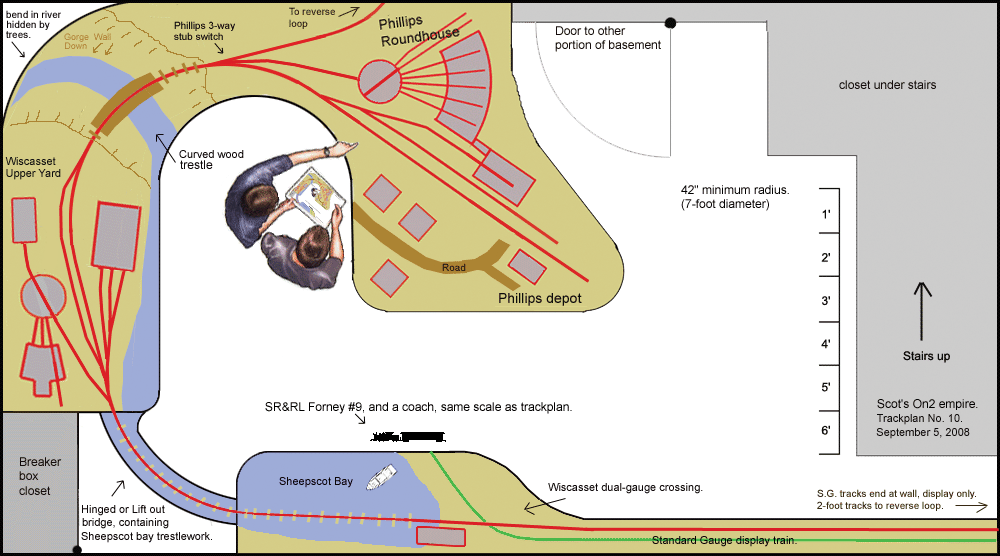 bend in river
hidden by
trees.
Gorge Wall
Down
Phillips 3-way
stub switch
To reverse
loop
Phillips
Roundhouse
Door to other
portion of basement
closet under stairs
Wiscasset
Upper Yard
Curved wood
trestle
42" minimum radius.
(7-foot diameter)
1'
2'
3'
4'
5'
6'
Road
Phillips depot
Stairs up
Scot's On2 empire.
Trackplan No. 10.
September 5, 2008
SR&RL Forney #9, and a coach, same scale as trackplan.
Breaker
box
closet
Sheepscot Bay
Hinged or Lift out
bridge, containing
Sheepscot bay trestlework.
Wiscasset dual-gauge crossing.
S.G. tracks end at wall, display only.
2-foot tracks to reverse loop.
Standard Gauge display train.